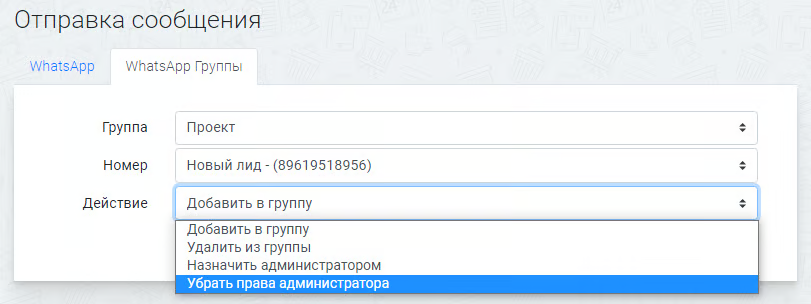 Отправка сообщения
WhatsApp
WhatsApp Группы
Группа
Проект
Номер
Новый лид - (89619518956)
Действие
Добавить в группу
Добавить в группу
Удалить из группы
Назначить администратором
Убрать права администратора